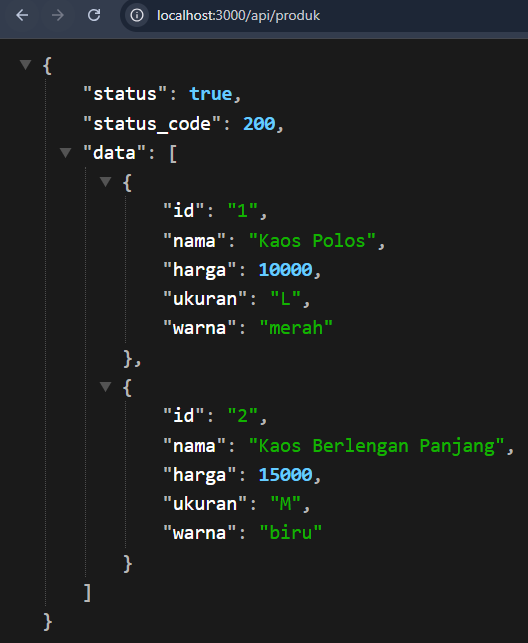 localhost:3000/api/produk
{
"status": true,
"status_code": 200,
"data": [
{
"id": "1",
"nama": "Kaos Polos",
"harga": 10000,
"ukuran": "L",
"warna": "merah"
},
{
"id": "2",
"nama": "Kaos Berlengan Panjang",
"harga": 15000,
"ukuran": "M",
"warna": "biru"
}
]
}